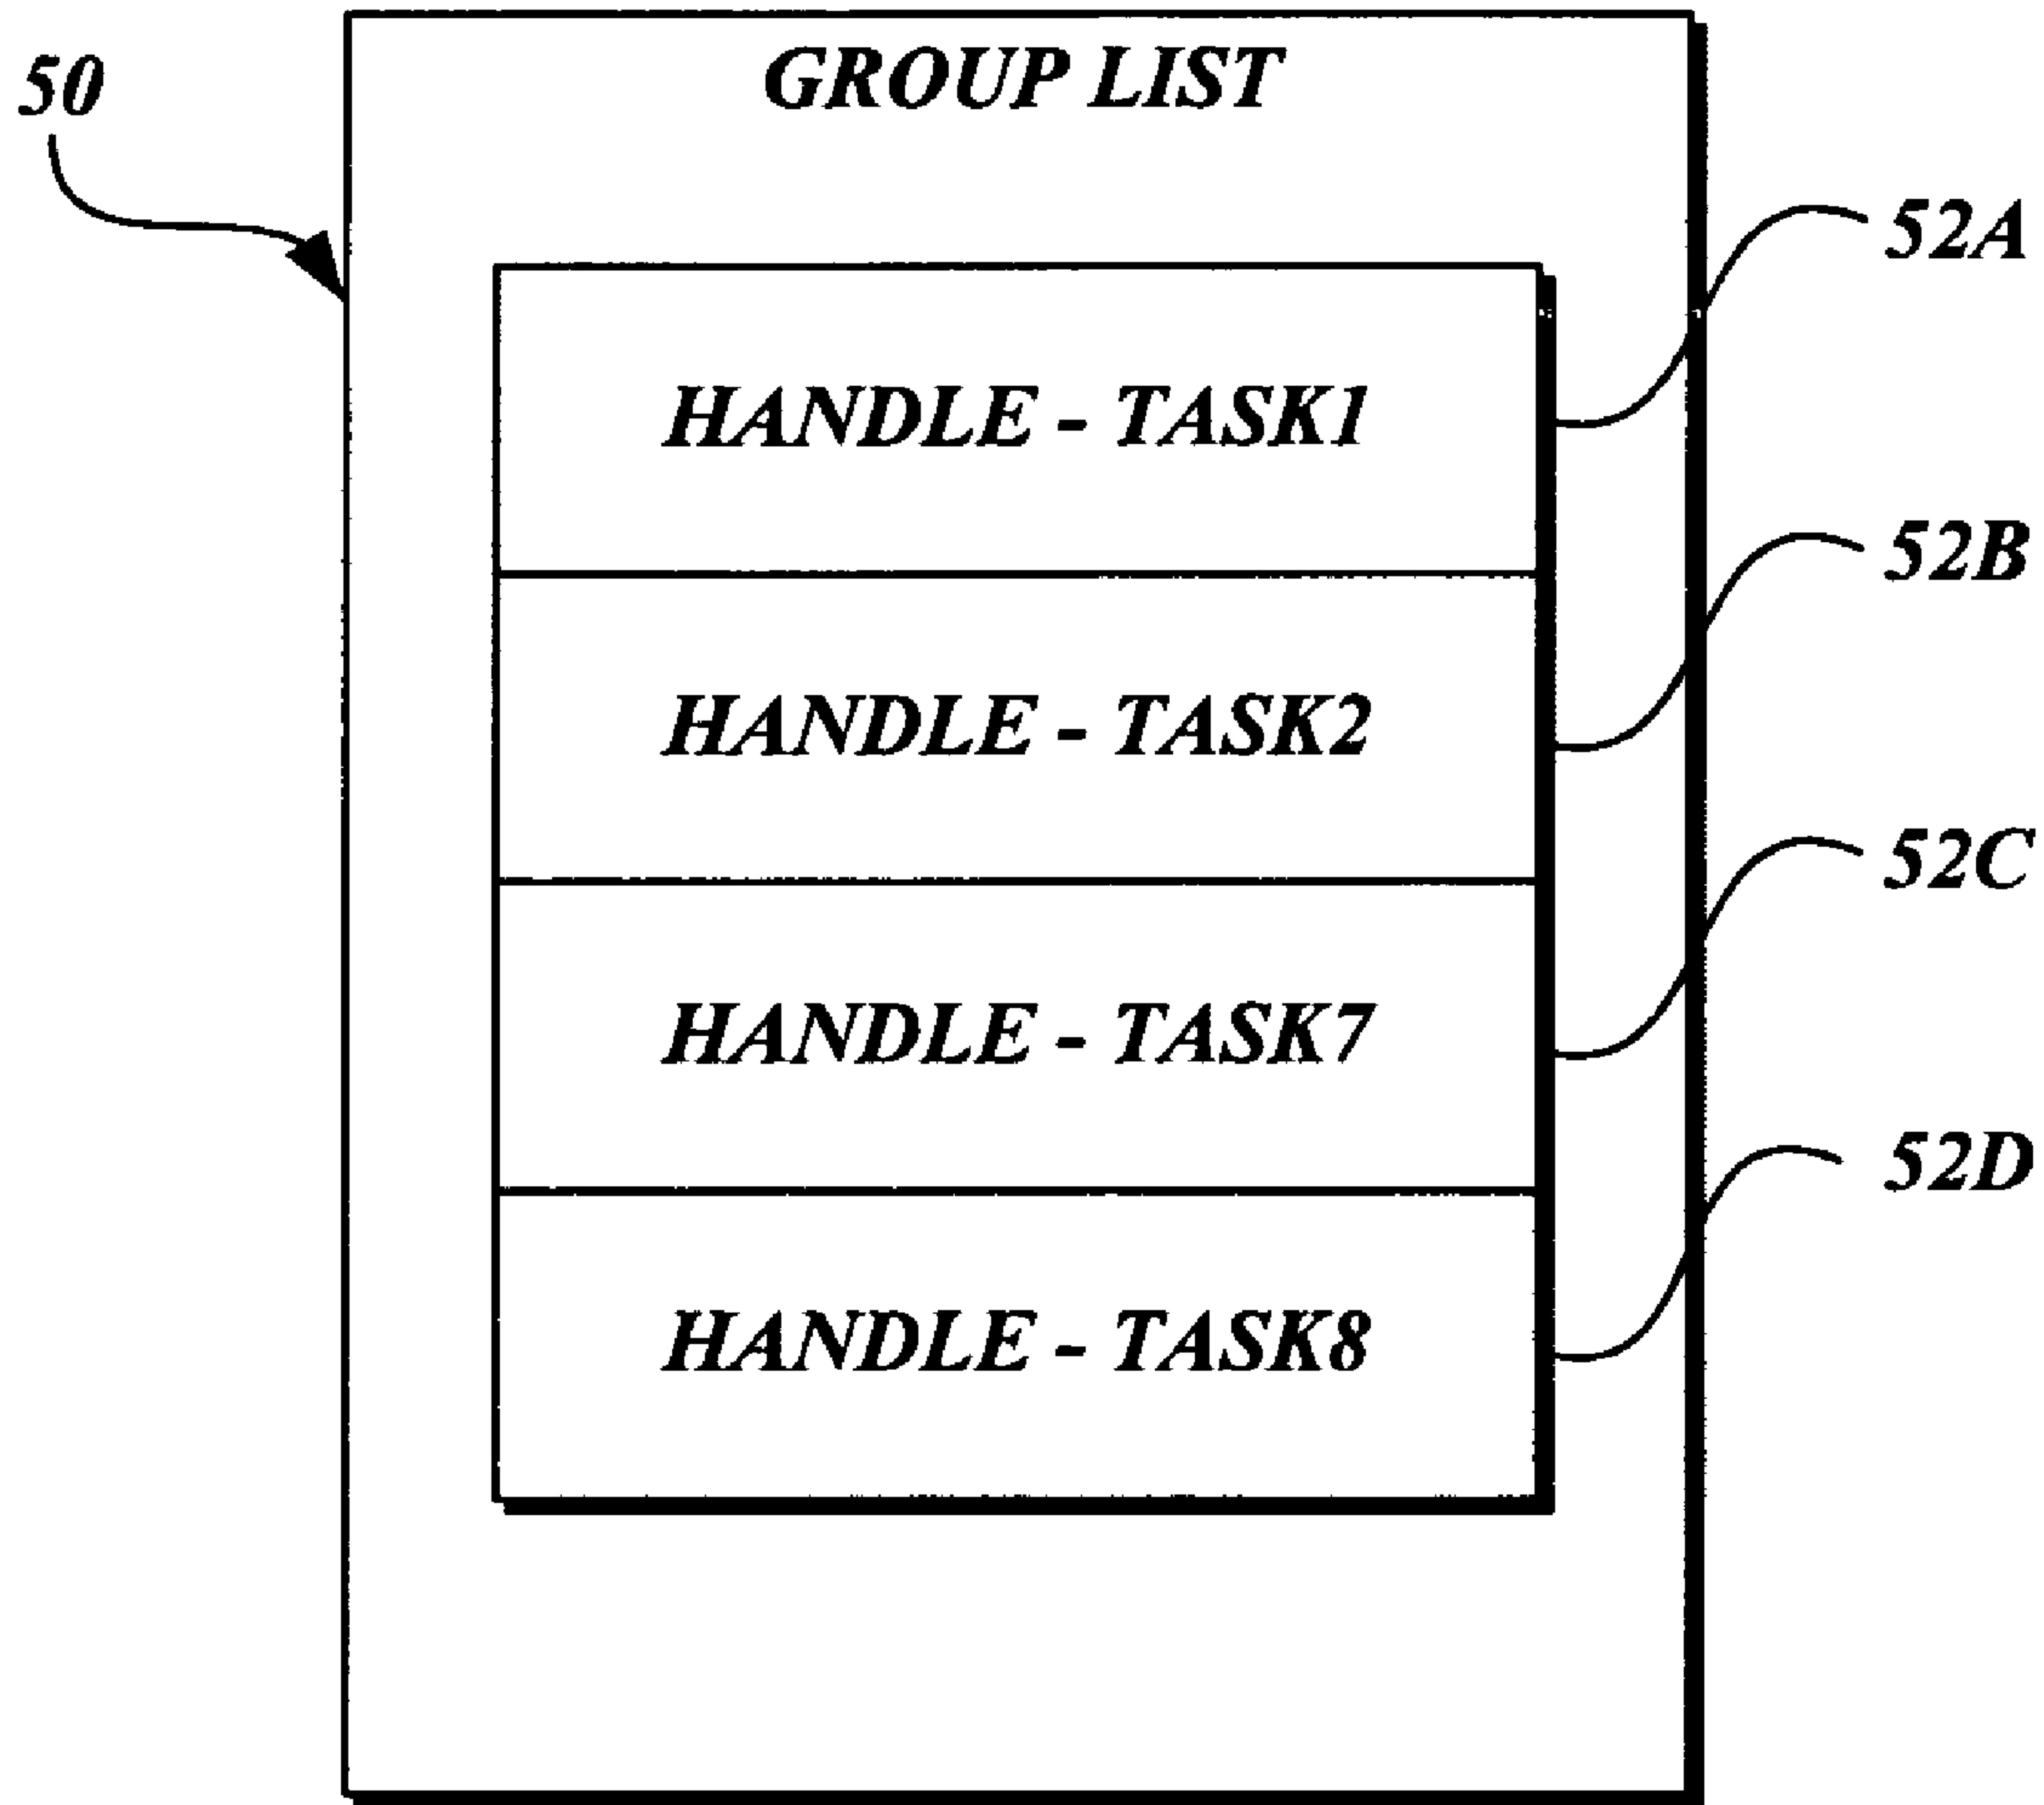 GROUP LIST
50
52A
HANDLE - TASK1
52B
HANDLE - TASK2
52C
HANDLE - TASK7
52D
HANDLE - TASK8